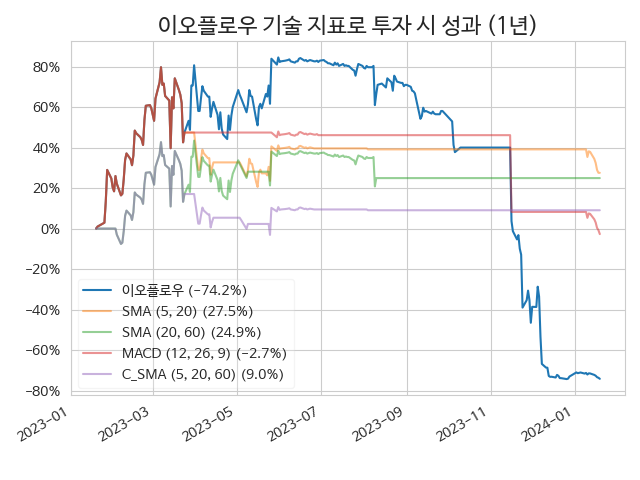 이오플로우 기술 지표로 투자 시 성과 (1년)
80%
60%
40%
20%
0%
−20%
−40%
−60%
−80%
이오플로우 (−74.2%)
SMA (5, 20) (27.5%)
SMA (20, 60) (24.9%)
MACD (12, 26, 9) (−2.7%)
C_SMA (5, 20, 60) (9.0%)
2023−01
2023−03
2023−05
2023−07
2023−09
2023−11
2024−01